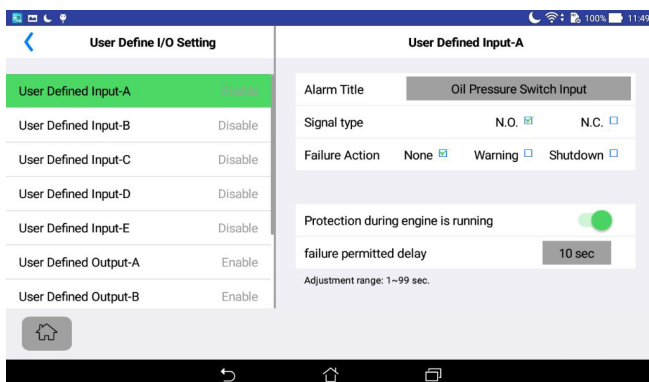 100% 11:49
User Define I/O Setting
User Defined Input-A Enable
User Defined Input-B Disable
User Defined Input-C Disable
User Defined Input-D Disable
User Defined Input-E Disable
User Defined Output-A Enable
User Defined Output-B Enable
User Defined Input-A
Alarm Title Oil Pressure Switch Input
Signal type N.O. N.C.
Failure Action None Warning Shutdown
Protection during engine is running
failure permitted delay 10 sec
Adjustment range: 1~99 sec.